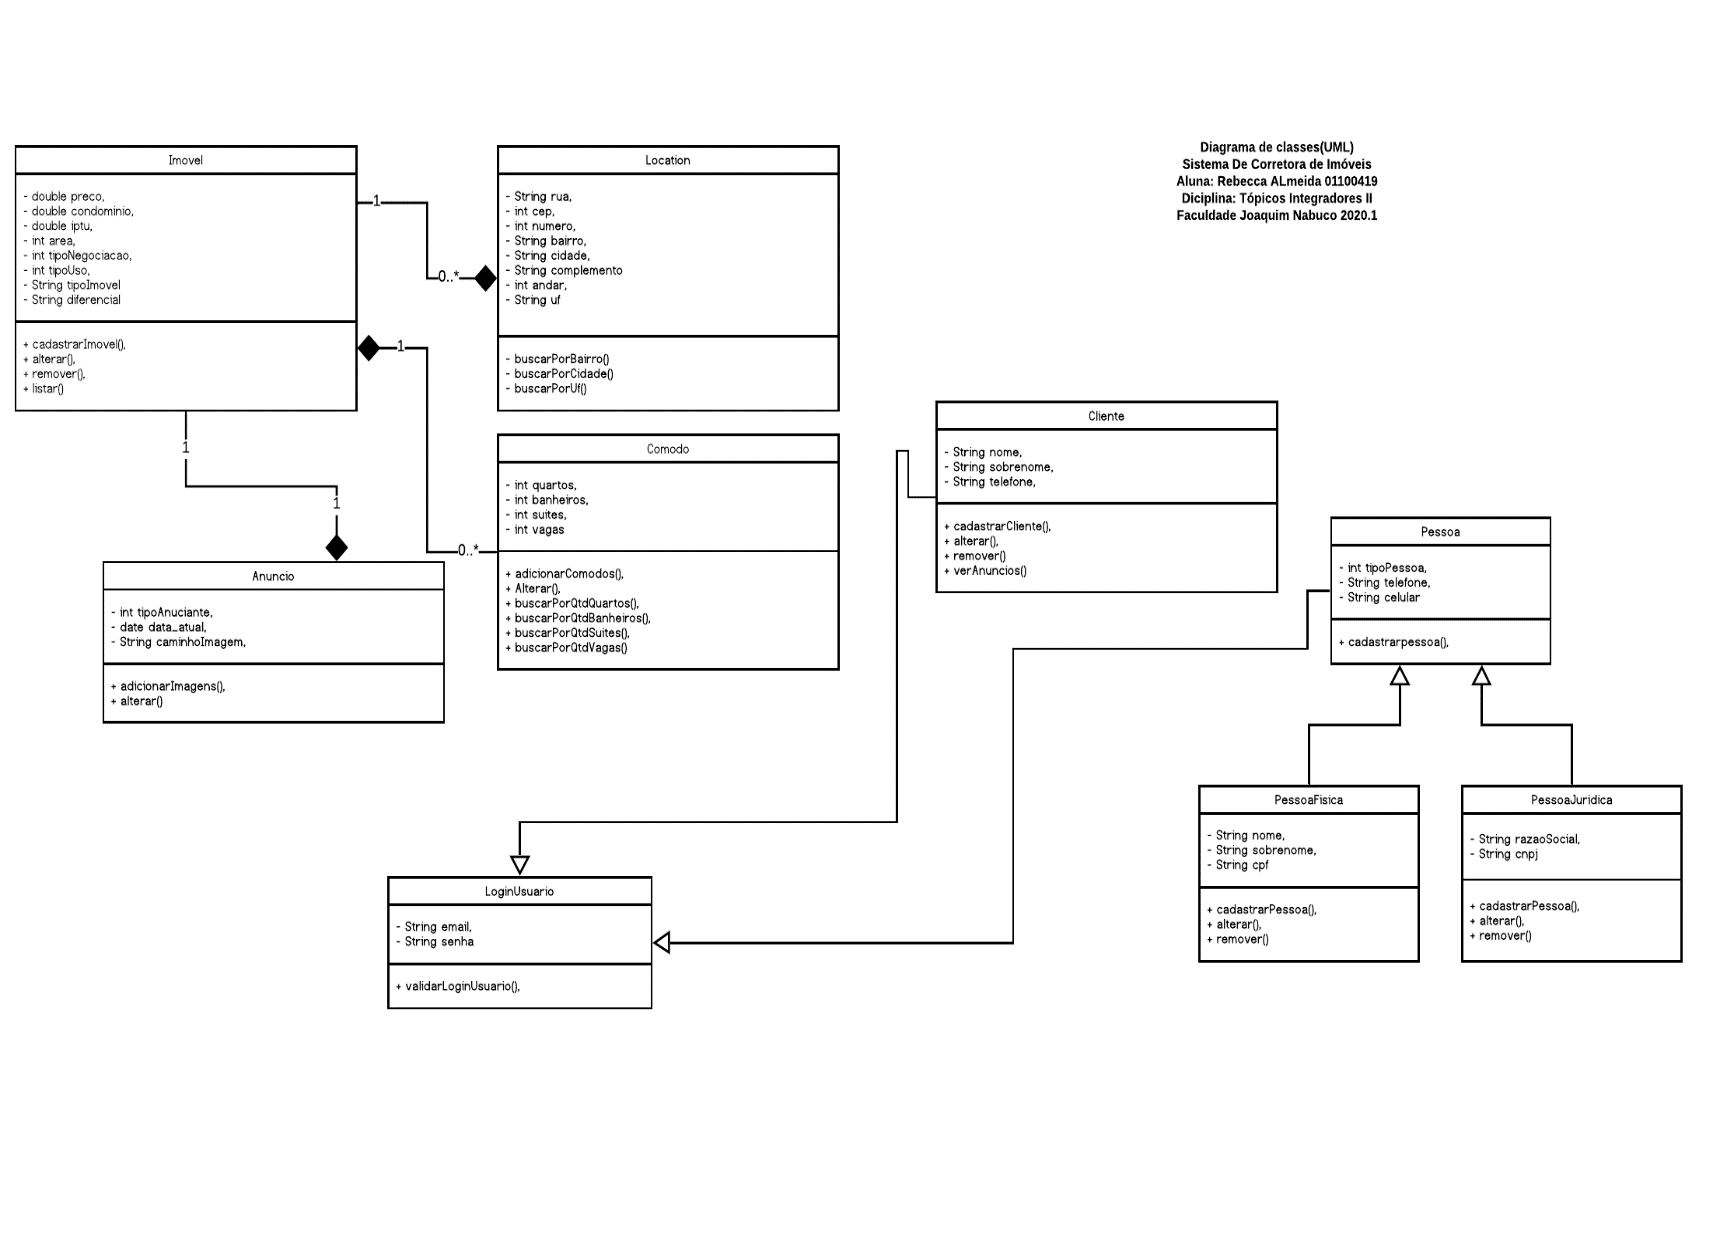 Diagrama de classes(UML)
Sistema De Corretora de Imóveis
Aluna: Rebecca ALmeida 01100419
Diciplina: Tópicos Integradores II
Faculdade Joaquim Nabuco 2020.1
Imovel
- double preco,
- double condominio,
- double iptu,
- int area,
- int tipoNegociacao,
- int tipoUso,
- String tipoImovel
- String diferencial
+ cadastrarImovel(),
+ alterar(),
+ remover(),
+ listar()
1
0..*
Location
- String rua,
- int cep,
- int numero,
- String bairro,
- String cidade,
- String complemento
- int andar,
- String uf
- buscarPorBairro()
- buscarPorCidade()
- buscarPorUf()
1
0..*
Comodo
- int quartos,
- int banheiros,
- int suites,
- int vagas
+ adicionarComodos(),
+ Alterar(),
+ buscarPorQtdQuartos(),
+ buscarPorQtdBanheiros(),
+ buscarPorQtdSuites(),
+ buscarPorQtdVagas()
1
1
Anuncio
- int tipoAnuciante,
- date data_atual,
- String caminhoImagem,
+ adicionarImagens(),
+ alterar()
Cliente
- String nome,
- String sobrenome,
- String telefone,
+ cadastrarCliente(),
+ alterar(),
+ remover()
+ verAnuncios()
Pessoa
- int tipoPessoa,
- String telefone,
- String celular
+ cadastrarpessoa(),
PessoaFisica
- String nome,
- String sobrenome,
- String cpf
+ cadastrarPessoa(),
+ alterar(),
+ remover()
PessoaJuridica
- String razaoSocial,
- String cnpj
+ cadastrarPessoa(),
+ alterar(),
+ remover()
LoginUsuario
- String email,
- String senha
+ validarLoginUsuario(),